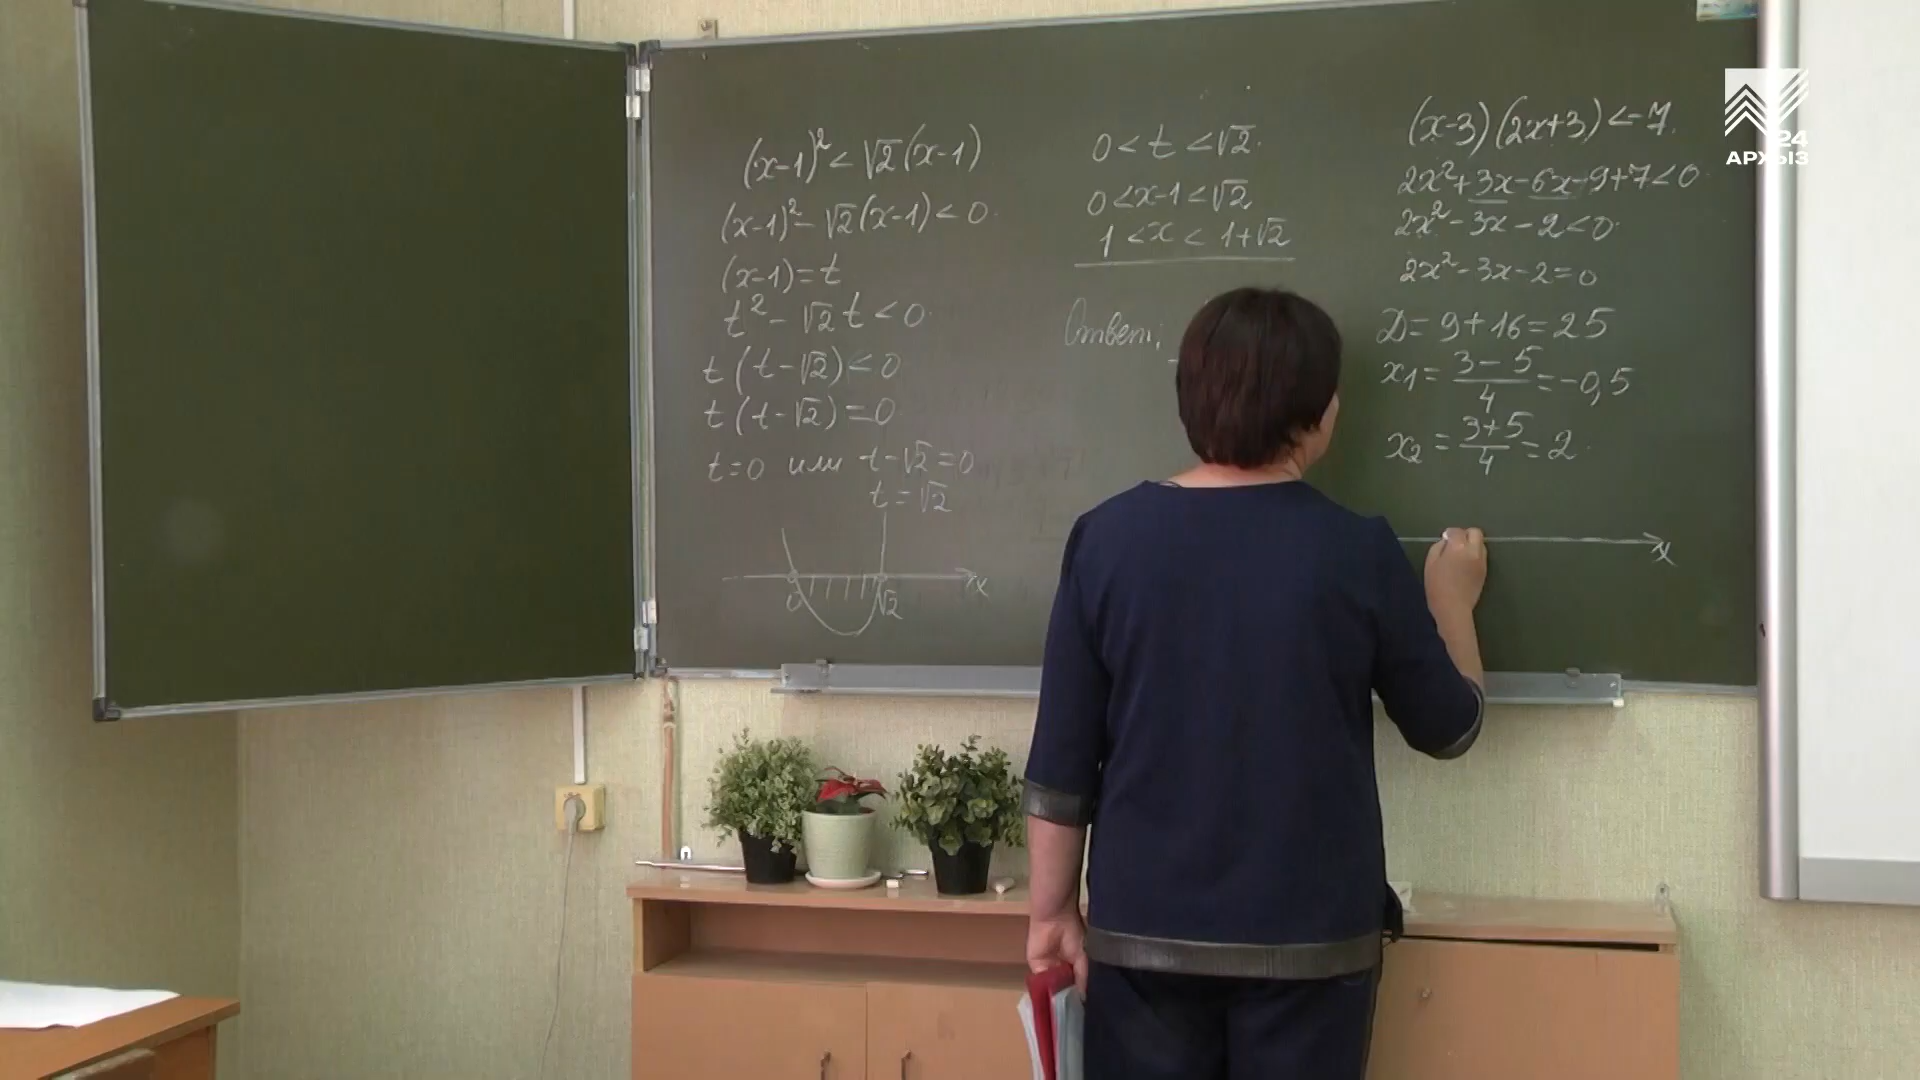 (x-1)² < √2(x-1)
(x-1)² - √2(x-1) < 0
(x-1) = t
t² - √2 t < 0
t(t-√2) < 0
t(t-√2) = 0
t=0 или t-√2=0
t = √2
0 √2 x
0 < t < √2
0 < x-1 < √2
1 < x < 1+√2
Ответ:
(x-3)(2x+3) < -7
2x²+3x-6x-9+7<0
2x²-3x-2<0
2x²-3x-2=0
D=9+16=25
x1=(3-5)/4=-0,5
x2=(3+5)/4=2
x
24
АРХЫЗ